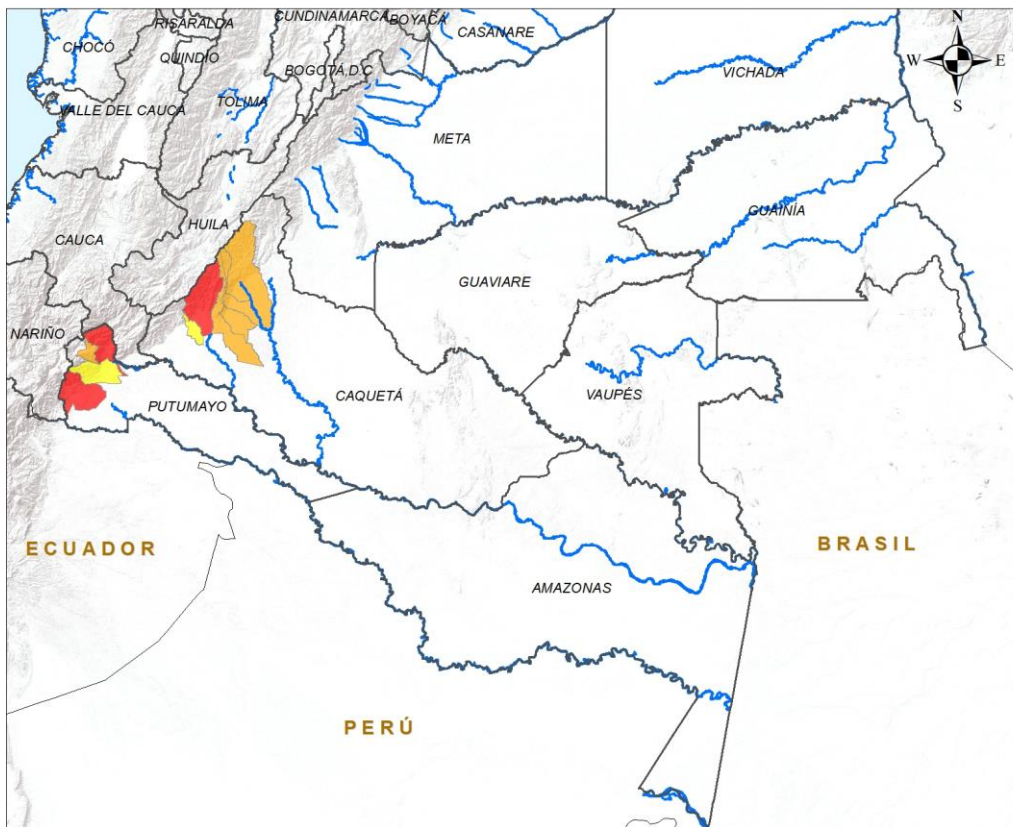 CUNDINAMARCA
BOYACÁ
RISARALDA
CASANARE
N
CHOCÓ
QUINDÍO
BOGOTÁ, D.C
VICHADA
W
E
S
VALLE DEL CAUCA
TOLIMA
META
HUILA
GUAINÍA
CAUCA
GUAVIARE
NARIÑO
CAQUETÁ
VAUPÉS
PUTUMAYO
ECUADOR
BRASIL
AMAZONAS
PERÚ